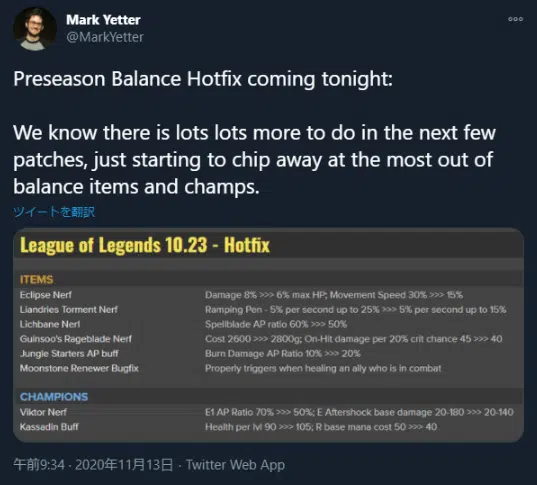 Mark Yetter
@MarkYetter
Preseason Balance Hotfix coming tonight:
We know there is lots lots more to do in the next few
patches, just starting to chip away at the most out of
balance items and champs.
ツイートを翻訳
League of Legends 10.23 - Hotfix
ITEMS
Eclipse Nerf Damage 8% >>> 6% max HP; Movement Speed 30% >>> 15%
Liandries Torment Nerf Ramping Pen - 5% per second up to 25% >>> 5% per second up to 15%
Lichbane Nerf Spellblade AP ratio 60% >>> 50%
Guinsoo's Rageblade Nerf Cost 2600 >>> 2800g; On-Hit damage per 20% crit chance 45 >>> 40
Jungle Starters AP buff Burn Damage AP Ratio 10% >>> 20%
Moonstone Renewer Bugfix Properly triggers when healing an ally who is in combat
CHAMPIONS
Viktor Nerf E1 AP Ratio 70% >>> 50%; E Aftershock base damage 20-180 >>> 20-140
Kassadin Buff Health per lvl 90 >>> 105; R base mana cost 50 >>> 40
午前9:34 · 2020年11月13日 · Twitter Web App